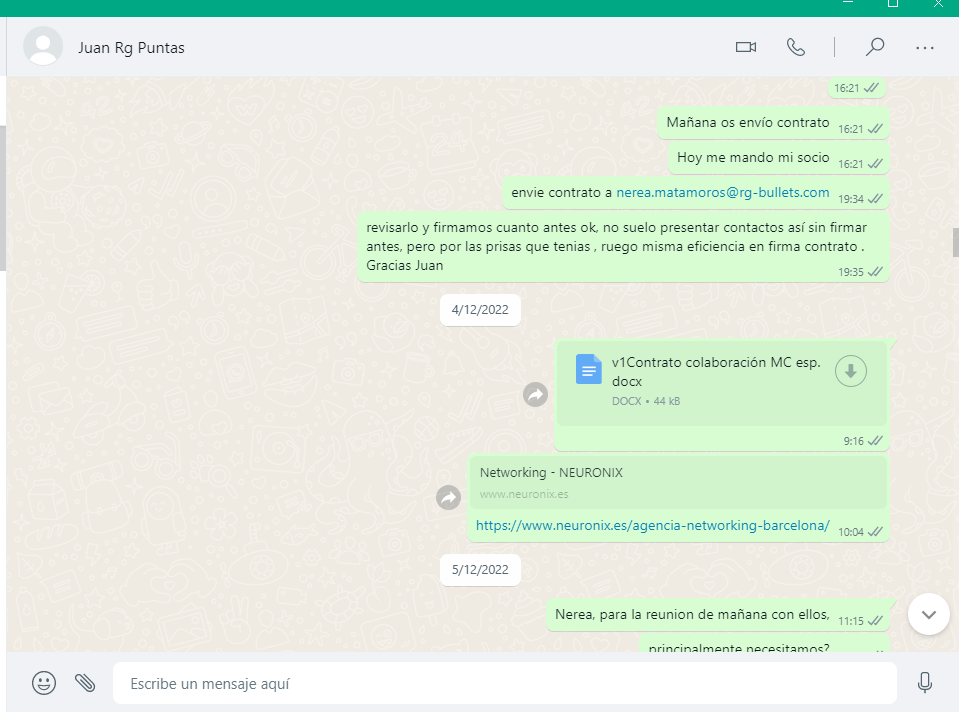 Juan Rg Puntas
16:21
Mañana os envío contrato 16:21
Hoy me mando mi socio 16:21
envie contrato a nerea.matamoros@rg-bullets.com 19:34
revisarlo y firmamos cuanto antes ok, no suelo presentar contactos así sin firmar
antes, pero por las prisas que tenias , ruego misma eficiencia en firma contrato .
Gracias Juan 19:35
4/12/2022
v1Contrato colaboración MC esp.
docx
DOCX • 44 kB
9:16
Networking - NEURONIX
www.neuronix.es
https://www.neuronix.es/agencia-networking-barcelona/ 10:04
5/12/2022
Nerea, para la reunion de mañana con ellos, 11:15
principalmente necesitamos?
Escribe un mensaje aquí